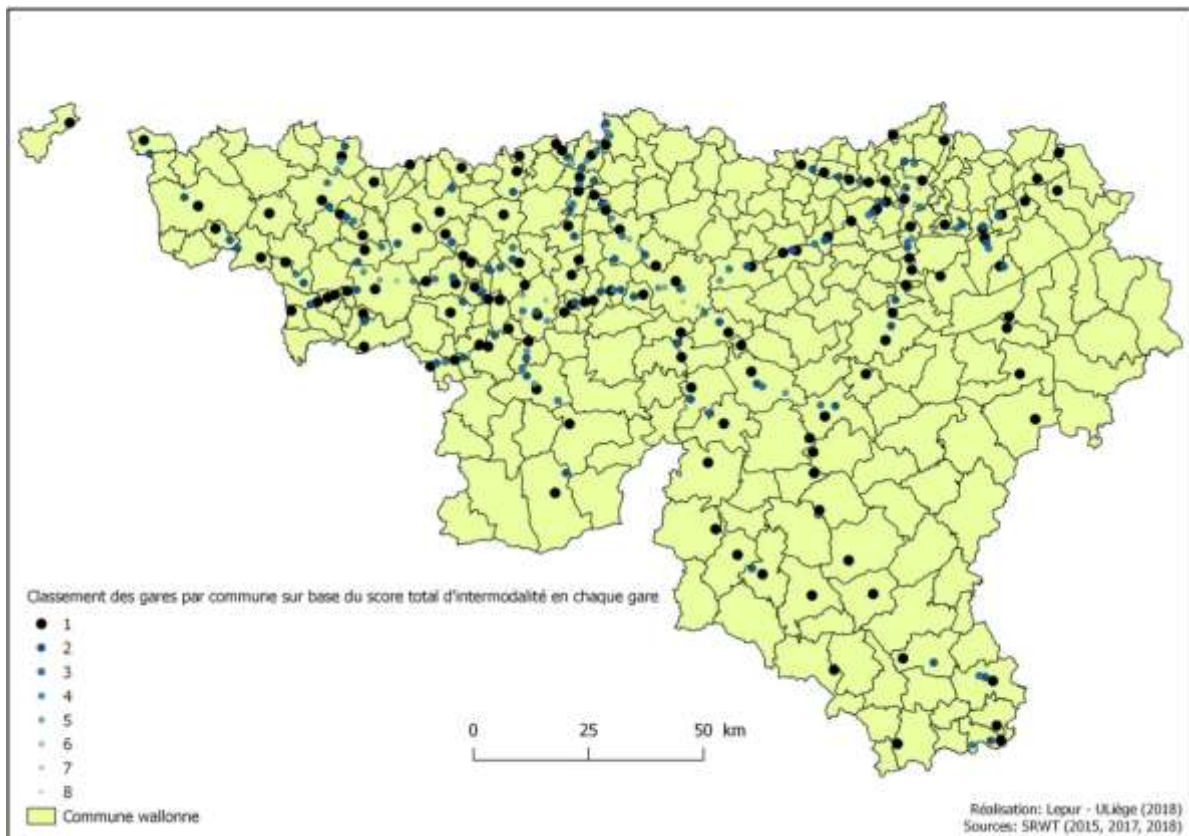 Classement des gares par commune sur base du score total d'intermodalité en chaque gare
1
2
3
4
5
6
7
8
Commune wallonne
0 25 50 km
Réalisation: Lepur - ULiège (2018)
Sources: SRWT (2015, 2017, 2018)